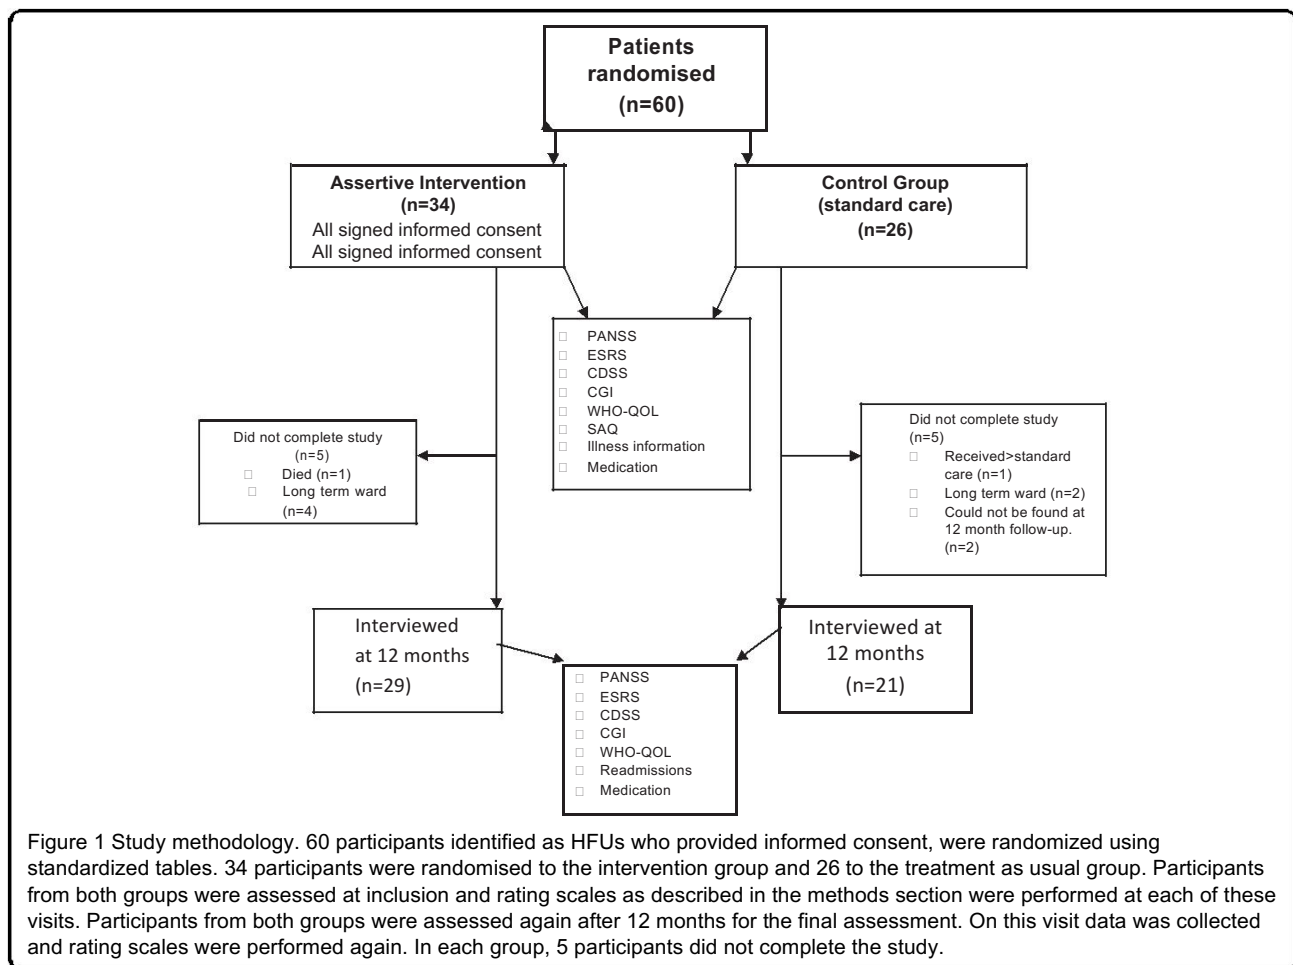 Patients
randomised
(n=60)
Assertive Intervention
(n=34)
All signed informed consent
All signed informed consent
Control Group
(standard care)
(n=26)
PANSS
ESRS
CDSS
CGI
WHO-QOL
SAQ
Illness information
Medication
Did not complete study
(n=5)
Died (n=1)
Long term ward
(n=4)
Did not complete study
(n=5)
Received>standard
care (n=1)
Long term ward (n=2)
Could not be found at
12 month follow-up.
(n=2)
Interviewed
at 12 months
(n=29)
Interviewed at
12 months
(n=21)
PANSS
ESRS
CDSS
CGI
WHO-QOL
Readmissions
Medication
Figure 1 Study methodology. 60 participants identified as HFUs who provided informed consent, were randomized using
standardized tables. 34 participants were randomised to the intervention group and 26 to the treatment as usual group. Participants
from both groups were assessed at inclusion and rating scales as described in the methods section were performed at each of these
visits. Participants from both groups were assessed again after 12 months for the final assessment. On this visit data was collected
and rating scales were performed again. In each group, 5 participants did not complete the study.